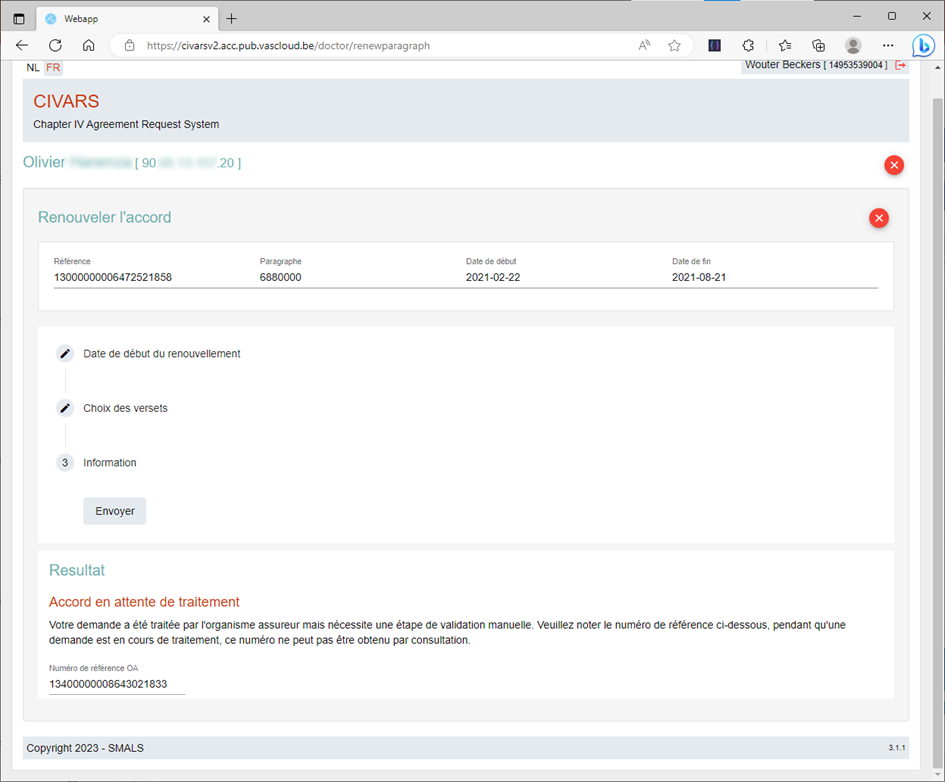 Webapp
https://civarsv2.acc.pub.vascloud.be/doctor/renewparagraph
NL FR
Wouter Beckers [ 14953539004 ]
CIVARS
Chapter IV Agreement Request System
Olivier [ 90 .20 ]
Renouveler l'accord
Référence Paragraphe Date de début Date de fin
13000000006472521858 6880000 2021-02-22 2021-08-21
Date de début du renouvellement
Choix des versets
3 Information
Envoyer
Resultat
Accord en attente de traitement
Votre demande a été traitée par l'organisme assureur mais nécessite une étape de validation manuelle. Veuillez noter le numéro de référence ci-dessous, pendant qu'une
demande est en cours de traitement, ce numéro ne peut pas être obtenu par consultation.
Numéro de référence OA
13400000008643021833
Copyright 2023 - SMALS
3.1.1